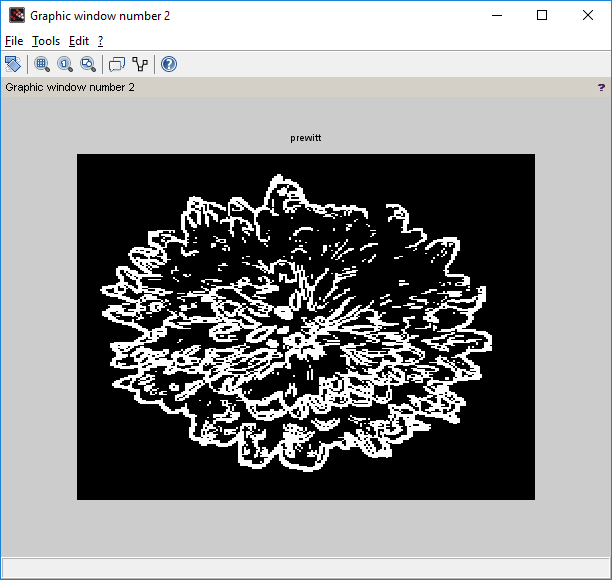 Graphic window number 2
File Tools Edit ?
Graphic window number 2 ?
prewitt